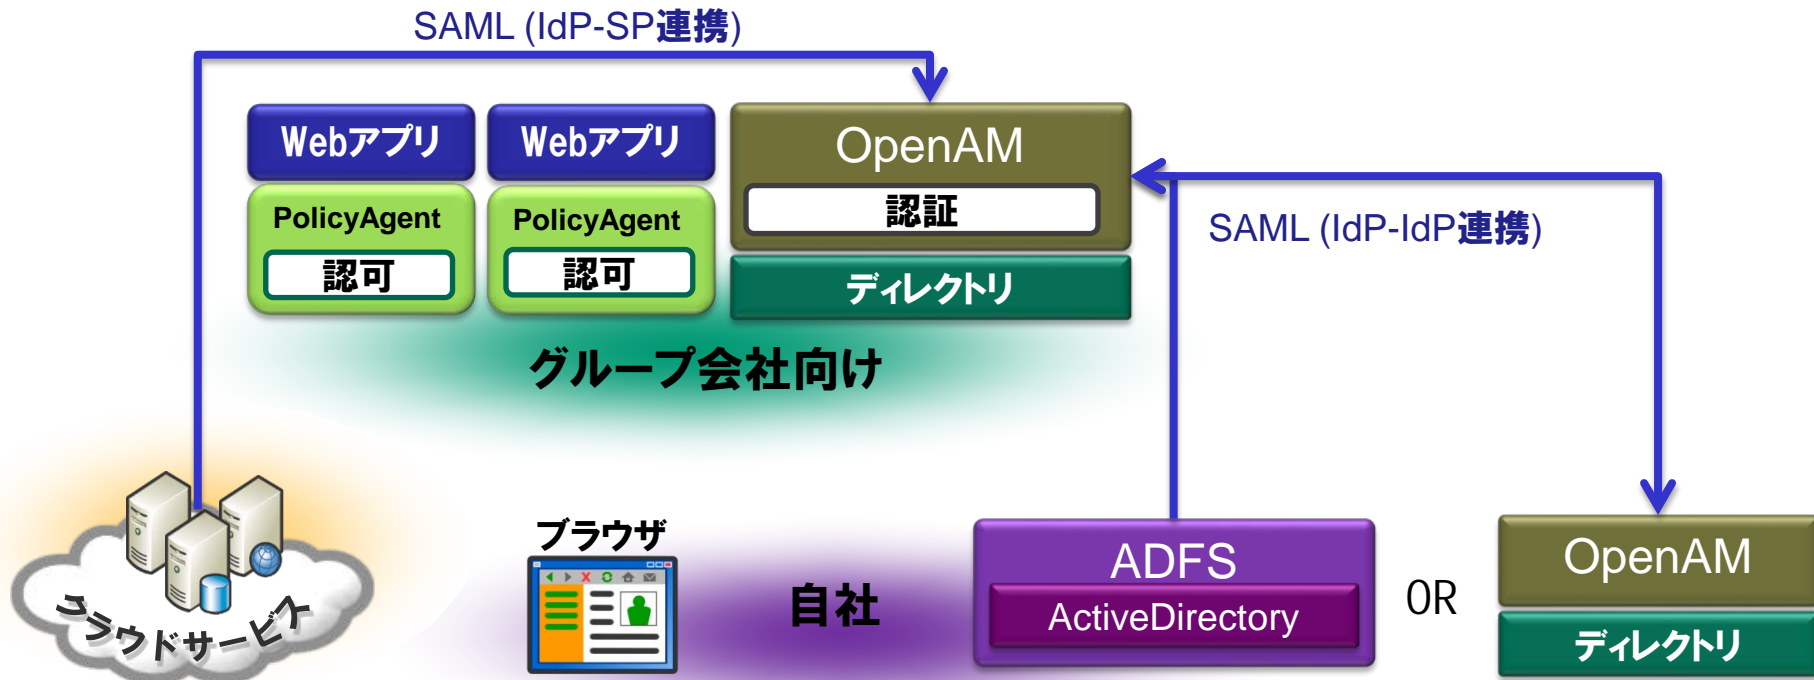 SAML (IdP-SP連携)
Webアプリ
Webアプリ
OpenAM
認証
PolicyAgent
認可
PolicyAgent
認可
ディレクトリ
SAML (IdP-IdP連携)
グループ会社向け
クラウドサービス
ブラウザ
自社
ADFS
ActiveDirectory
OR
OpenAM
ディレクトリ